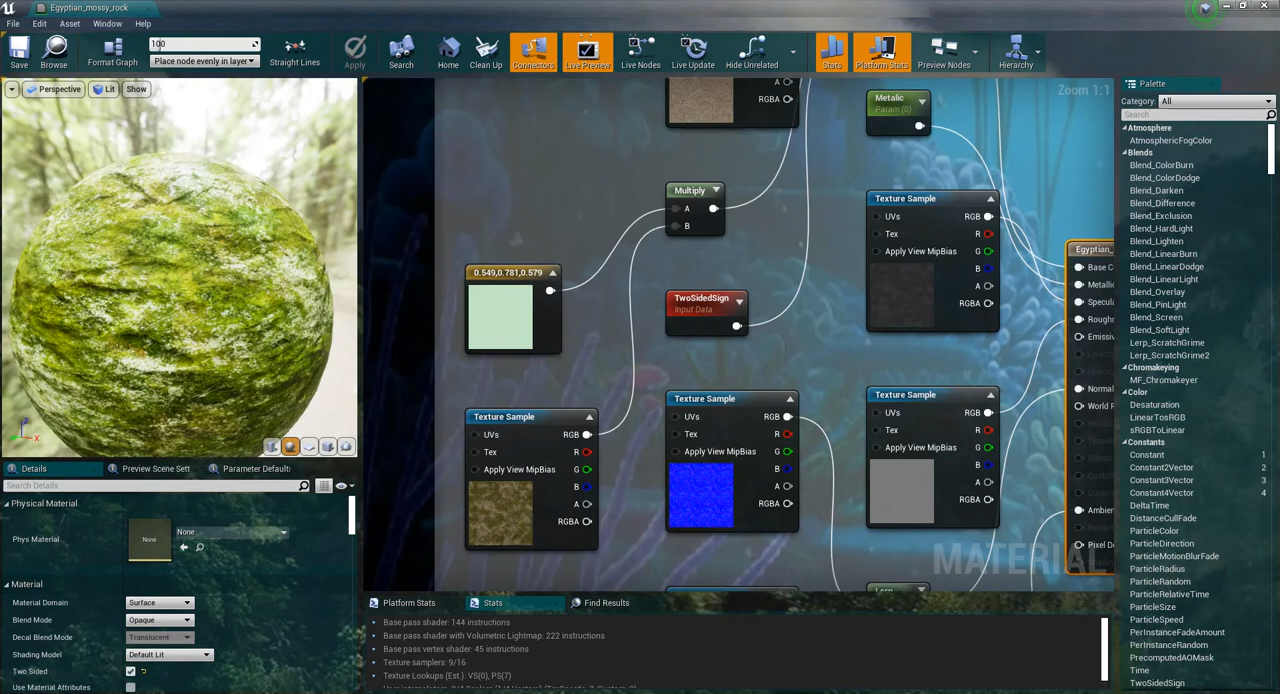 Egyptian_mossy_rock
File Edit Asset Window Help
100
Place node evenly in layer
Save Browse Format Graph Straight Lines Apply Search Home Clean Up Connectors Live Preview Live Nodes Live Update Hide Unrelated Stats Platform Stats Preview Nodes Hierarchy
Perspective Lit Show
Zoom 1:1
RGBA
Metalic
Param (0)
Multiply
A
B
0.549,0.781,0.579
TwoSidedSign
Input Data
Texture Sample
UVs RGB
Tex R
Apply View MipBias G
B
A
RGBA
Texture Sample
UVs RGB
Tex R
Apply View MipBias G
B
A
RGBA
Texture Sample
UVs RGB
Tex R
Apply View MipBias G
B
A
RGBA
Texture Sample
UVs RGB
Tex R
Apply View MipBias G
B
A
RGBA
Egyptian_
Base C
Metallic
Specula
Rough
Emissiv
Normal
World
Ambien
Pixel De
MATERIAL
Palette
Category: All
Search
Atmosphere
AtmosphericFogColor
Blends
Blend_ColorBurn
Blend_ColorDodge
Blend_Darken
Blend_Difference
Blend_Exclusion
Blend_HardLight
Blend_Lighten
Blend_LinearBurn
Blend_LinearDodge
Blend_LinearLight
Blend_Overlay
Blend_PinLight
Blend_Screen
Blend_SoftLight
Lerp_ScratchGrime
Lerp_ScratchGrime2
Chromakeying
MF_Chromakeyer
Color
Desaturation
LinearTosRGB
sRGBToLinear
Constants
Constant 1
Constant2Vector 2
Constant3Vector 3
Constant4Vector 4
DeltaTime
DistanceCullFade
ParticleColor
ParticleDirection
ParticleMotionBlurFade
ParticleRadius
ParticleRandom
ParticleRelativeTime
ParticleSize
ParticleSpeed
PerInstanceFadeAmount
PerInstanceRandom
PrecomputedAOMask
Time
TwoSidedSign
Details Preview Scene Sett Parameter Default
Search Details
Physical Material
Phys Material None None
Material
Material Domain Surface
Blend Mode Opaque
Decal Blend Mode Translucent
Shading Model Default Lit
Two Sided
Use Material Attributes
Platform Stats Stats Find Results
Base pass shader: 144 instructions
Base pass shader with Volumetric Lightmap: 222 instructions
Base pass vertex shader: 45 instructions
Texture samplers: 9/16
Texture Lookups (Est.): VS(0), PS(7)